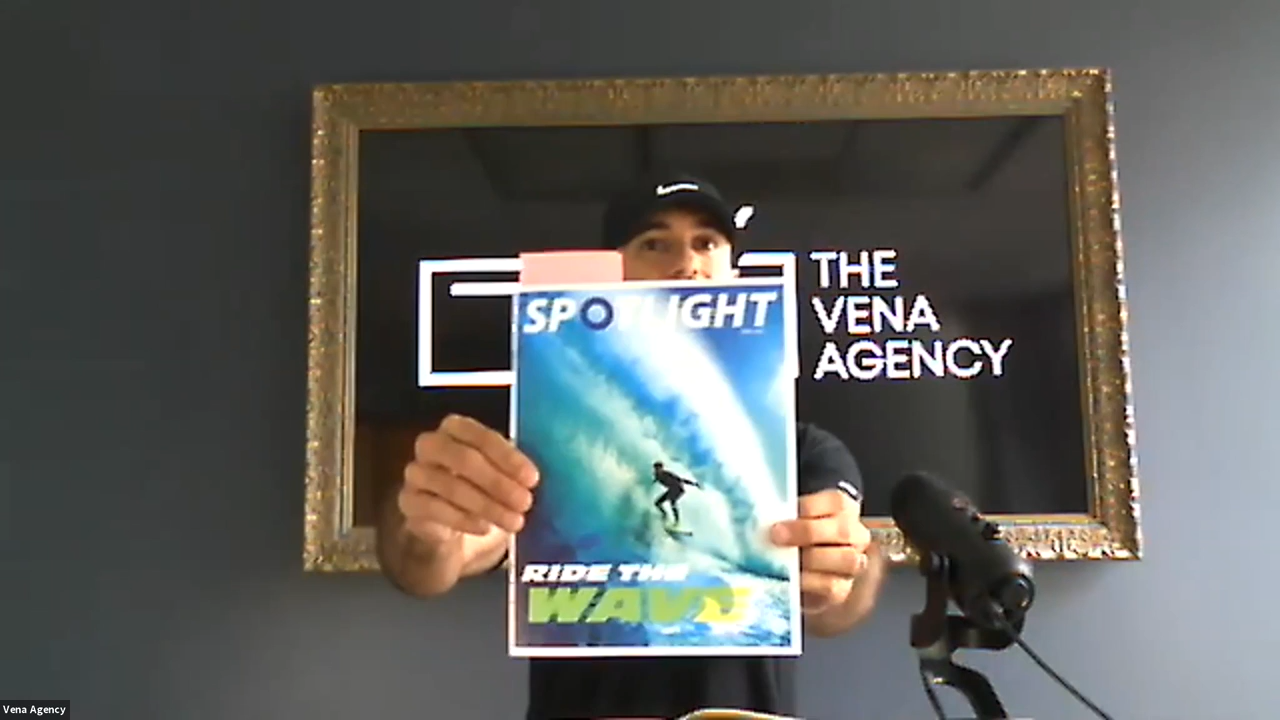 THE
VENA
AGENCY
SPOTLIGHT
RIDE THE
WAVE
Vena Agency